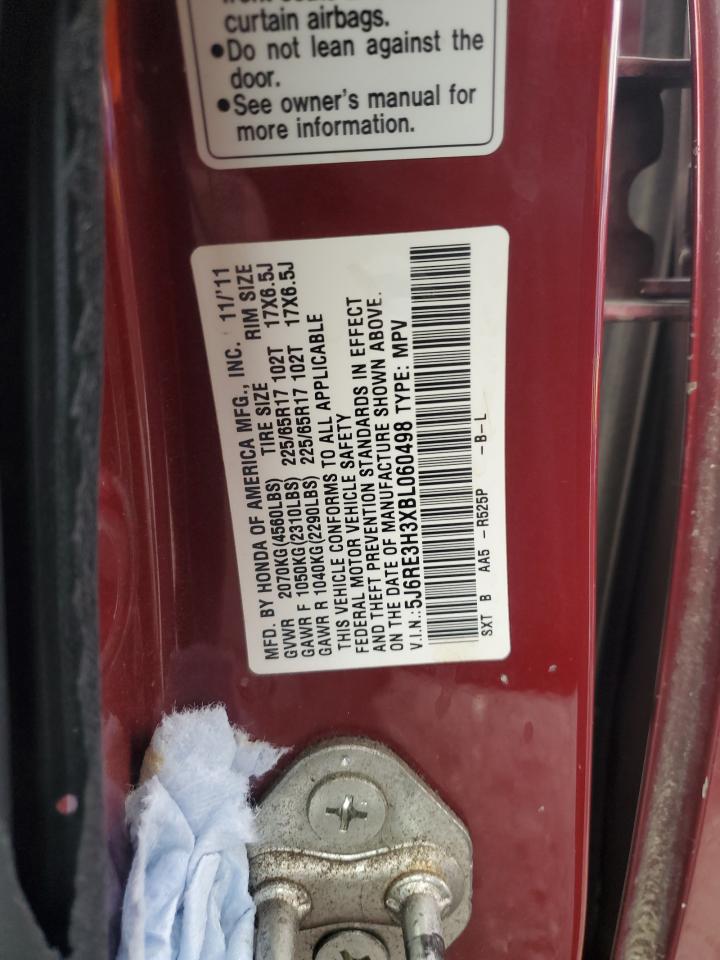 curtain airbags.
●Do not lean against the
door.
●See owner's manual for
more information.
MFD. BY HONDA OF AMERICA MFG., INC. 11/'11
GVWR 2070KG(4560LBS) TIRE SIZE RIM SIZE
GAWR F 1050KG(2310LBS) 225/65R17 102T 17X6.5J
GAWR R 1040KG(2290LBS) 225/65R17 102T 17X6.5J
THIS VEHICLE CONFORMS TO ALL APPLICABLE
FEDERAL MOTOR VEHICLE SAFETY
AND THEFT PREVENTION STANDARDS IN EFFECT
ON THE DATE OF MANUFACTURE SHOWN ABOVE.
V.I.N.:5J6RE3H3XBL060498 TYPE: MPV
SXT B AA5 -R525P -B-L